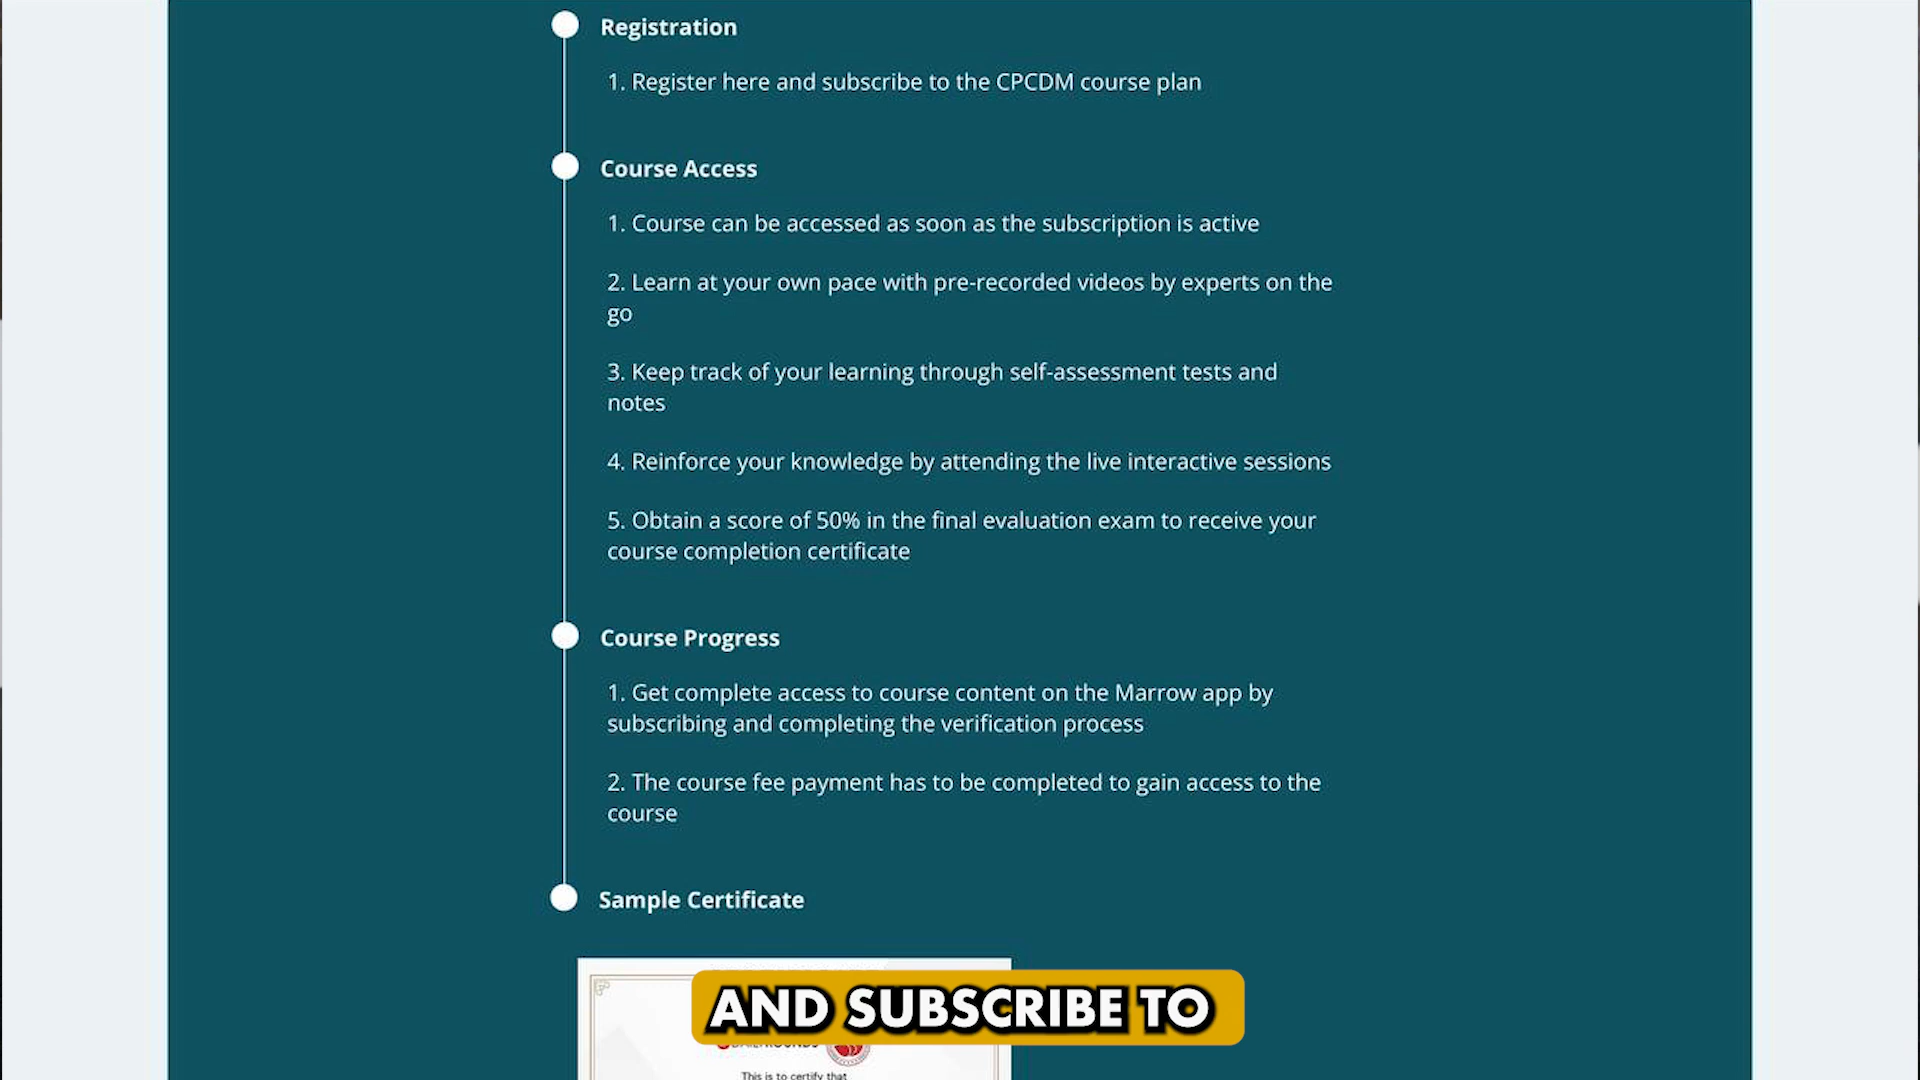 Registration
1. Register here and subscribe to the CPCDM course plan
Course Access
1. Course can be accessed as soon as the subscription is active
2. Learn at your own pace with pre-recorded videos by experts on the
go
3. Keep track of your learning through self-assessment tests and
notes
4. Reinforce your knowledge by attending the live interactive sessions
5. Obtain a score of 50% in the final evaluation exam to receive your
course completion certificate
Course Progress
1. Get complete access to course content on the Marrow app by
subscribing and completing the verification process
2. The course fee payment has to be completed to gain access to the
course
Sample Certificate
AND SUBSCRIBE TO
This is to certify that